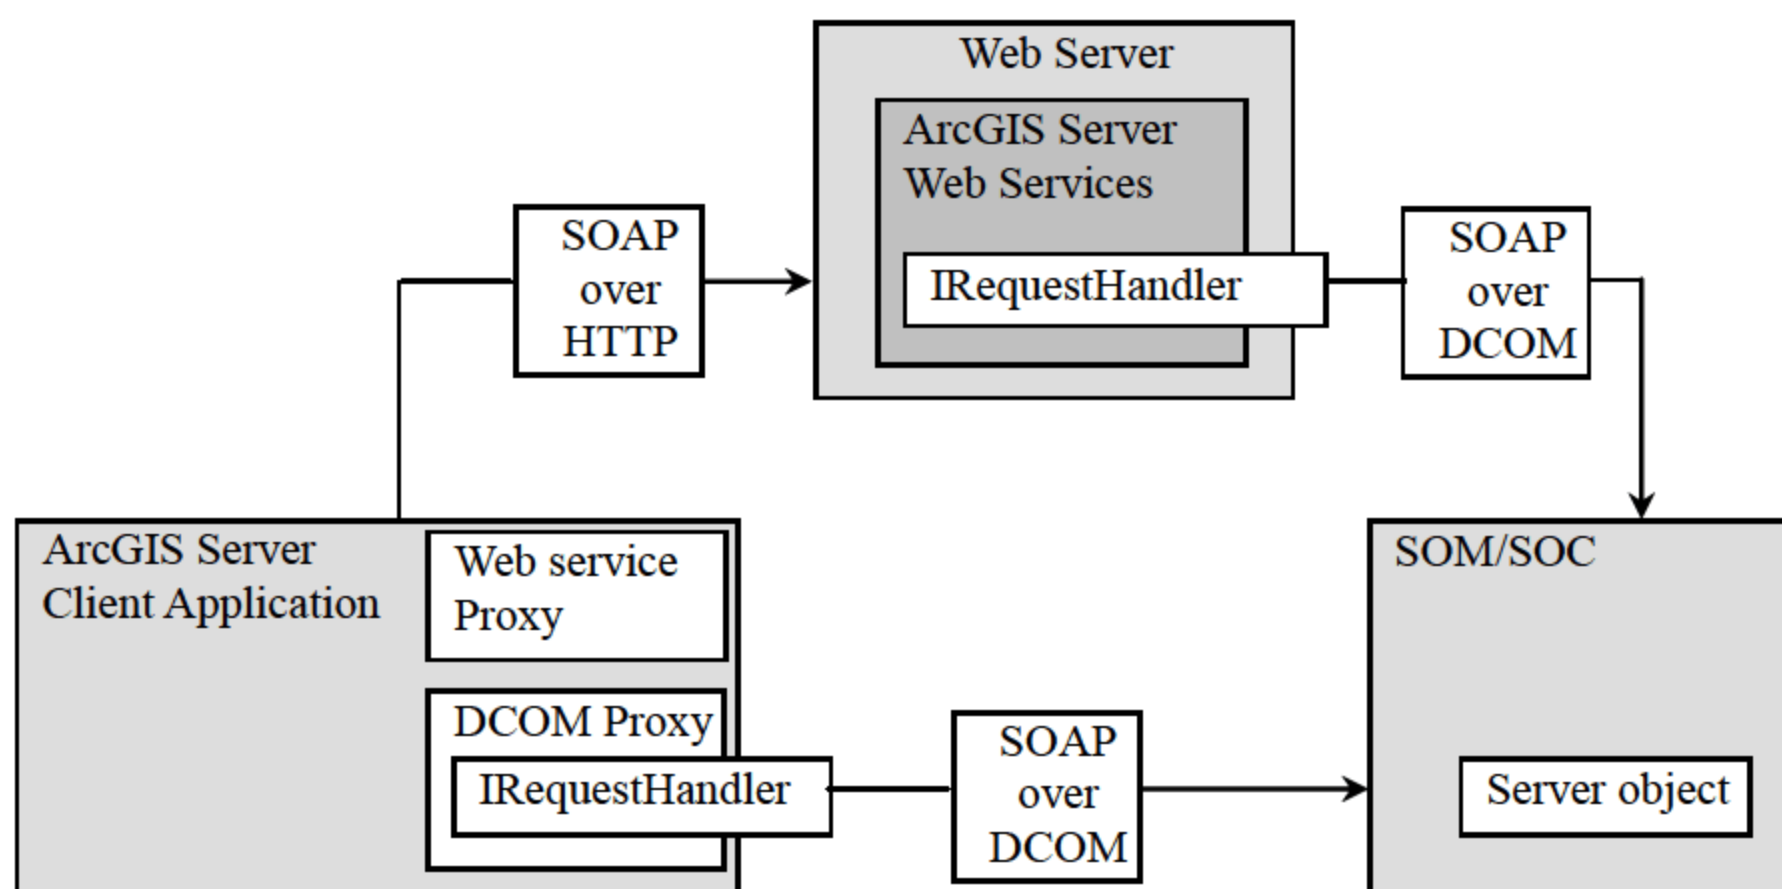 Web Server
ArcGIS Server
Web Services
IRequestHandler
SOAP
over
HTTP
SOAP
over
DCOM
ArcGIS Server
Client Application
Web service
Proxy
DCOM Proxy
IRequestHandler
SOAP
over
DCOM
SOM/SOC
Server object